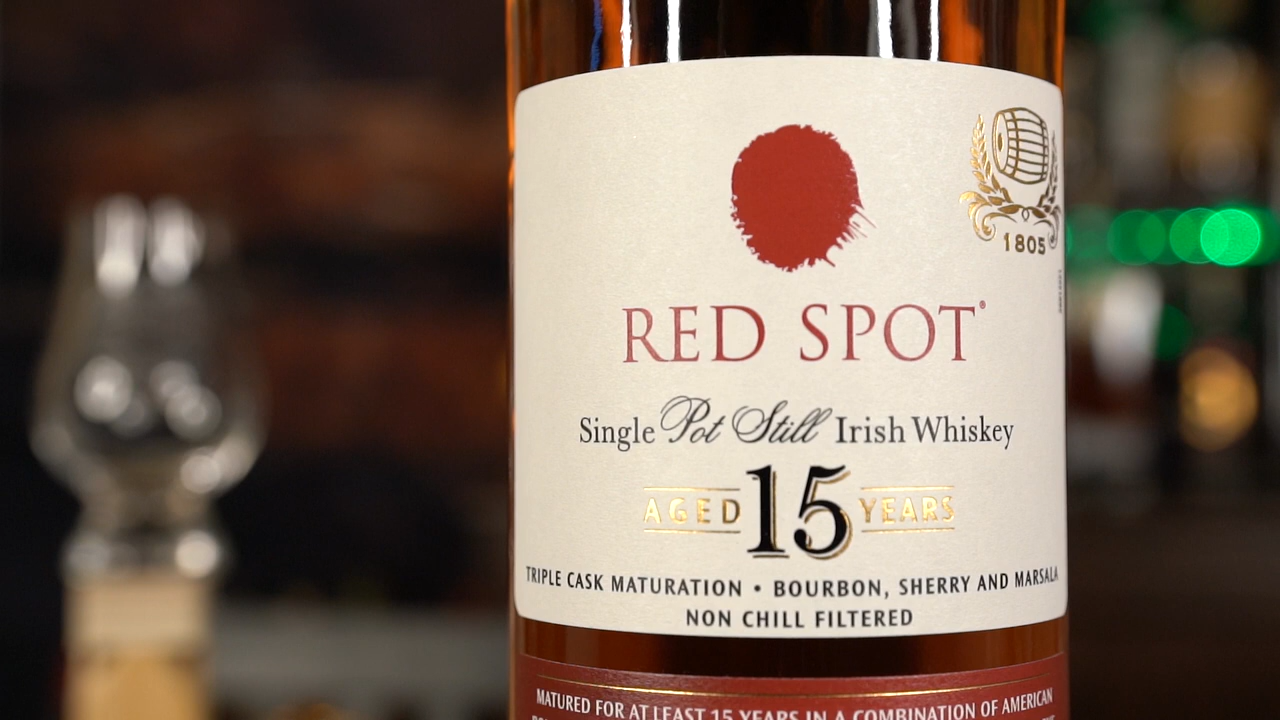 1805
RED SPOT
Single Pot Still Irish Whiskey
AGED 15 YEARS
TRIPLE CASK MATURATION • BOURBON, SHERRY AND MARSALA
NON CHILL FILTERED
MATURED FOR AT LEAST 15 YEARS IN A COMBINATION OF AMERICAN